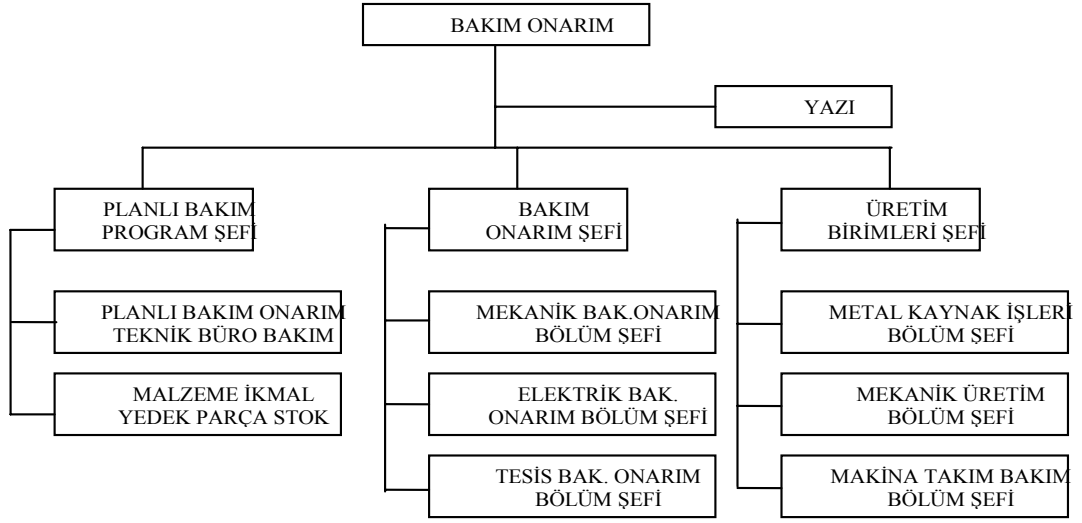 BAKIM ONARIM
YAZI
PLANLI BAKIM
PROGRAM ŞEFİ
BAKIM
ONARIM ŞEFİ
ÜRETİM
BİRİMLERİ ŞEFİ
PLANLI BAKIM ONARIM
TEKNİK BÜRO BAKIM
MEKANİK BAK.ONARIM
BÖLÜM ŞEFİ
METAL KAYNAK İŞLERİ
BÖLÜM ŞEFİ
MALZEME İKMAL
YEDEK PARÇA STOK
ELEKTRİK BAK.
ONARIM BÖLÜM ŞEFİ
MEKANİK ÜRETİM
BÖLÜM ŞEFİ
TESİS BAK. ONARIM
BÖLÜM ŞEFİ
MAKİNA TAKIM BAKIM
BÖLÜM ŞEFİ